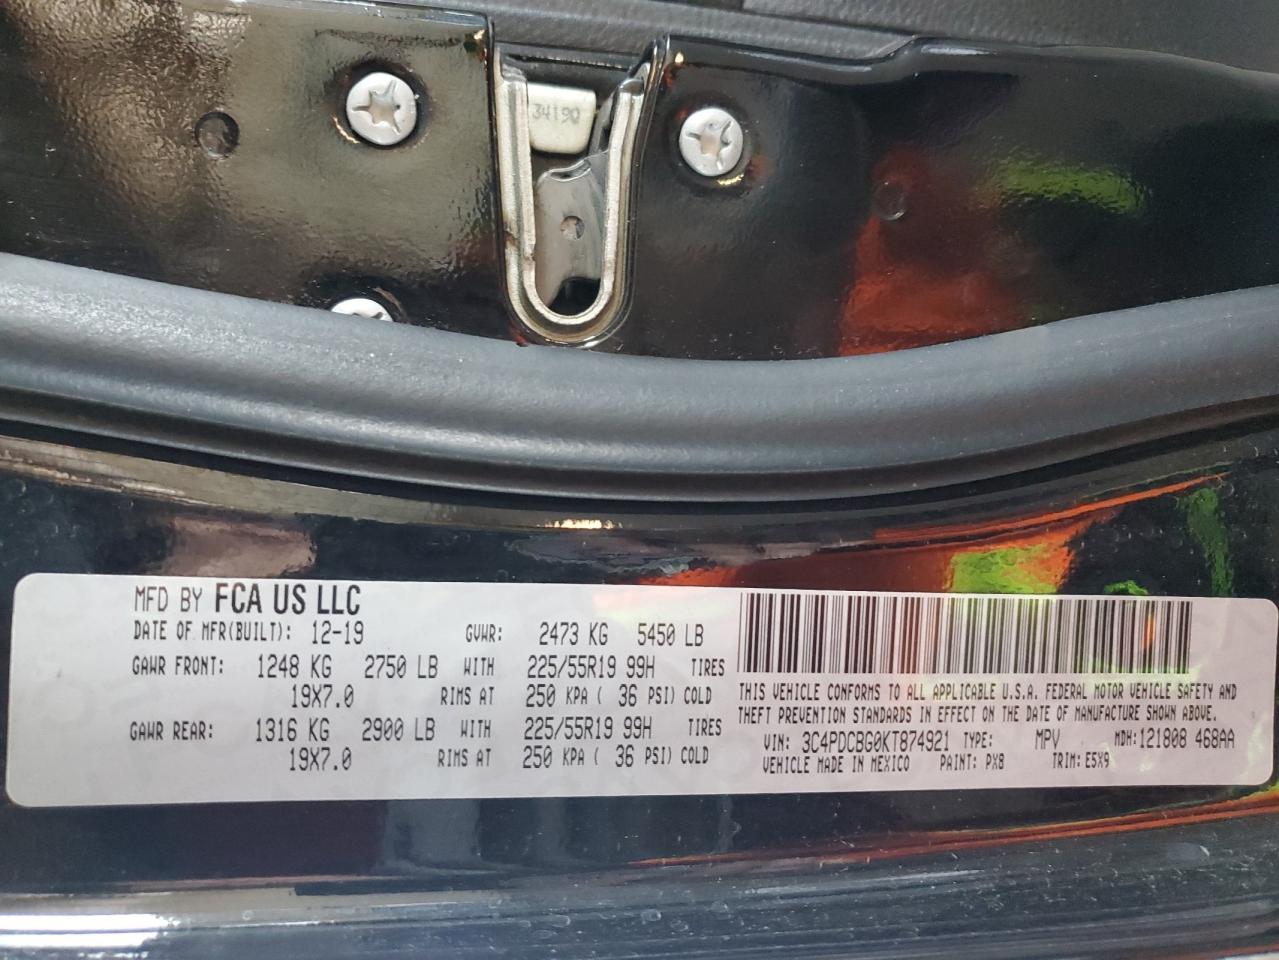 34190
MFD BY FCA US LLC
DATE OF MFR(BUILT): 12-19 GVWR: 2473 KG 5450 LB
GAWR FRONT: 1248 KG 2750 LB WITH 225/55R19 99H TIRES
19X7.0 RIMS AT 250 KPA ( 36 PSI) COLD
GAWR REAR: 1316 KG 2900 LB WITH 225/55R19 99H TIRES
19X7.0 RIMS AT 250 KPA ( 36 PSI) COLD
THIS VEHICLE CONFORMS TO ALL APPLICABLE U.S.A. FEDERAL MOTOR VEHICLE SAFETY AND
THEFT PREVENTION STANDARDS IN EFFECT ON THE DATE OF MANUFACTURE SHOWN ABOVE.
VIN: 3C4PDCBG0KT874921 TYPE: MPV MDH:121808 468AA
VEHICLE MADE IN MEXICO PAINT: PX8 TRIM: E5X9